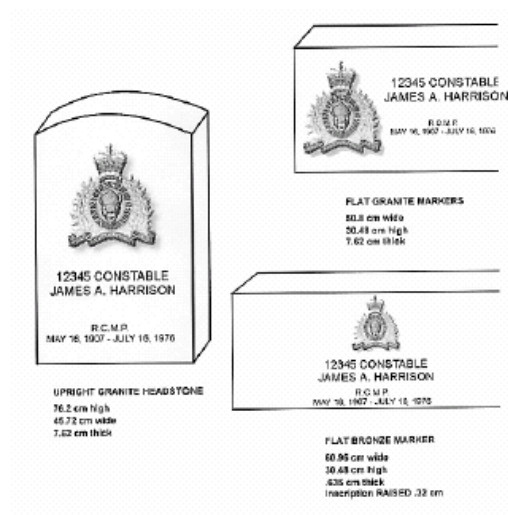 12345 CONSTABLE
JAMES A. HARRISON
R.C.M.P.
MAY 16, 1907 - JULY 16, 1976
UPRIGHT GRANITE HEADSTONE
76.2 cm high
45.72 cm wide
7.62 cm thick
12345 CONSTABLE
JAMES A. HARRISON
R.C.M.P.
MAY 16, 1907 - JULY 16, 1976
FLAT GRANITE MARKERS
50.8 cm wide
30.48 cm high
7.62 cm thick
12345 CONSTABLE
JAMES A. HARRISON
R.C.M.P.
MAY 16, 1907 - JULY 16, 1976
FLAT BRONZE MARKER
60.96 cm wide
30.48 cm high
.635 cm thick
Inscription RAISED .32 cm